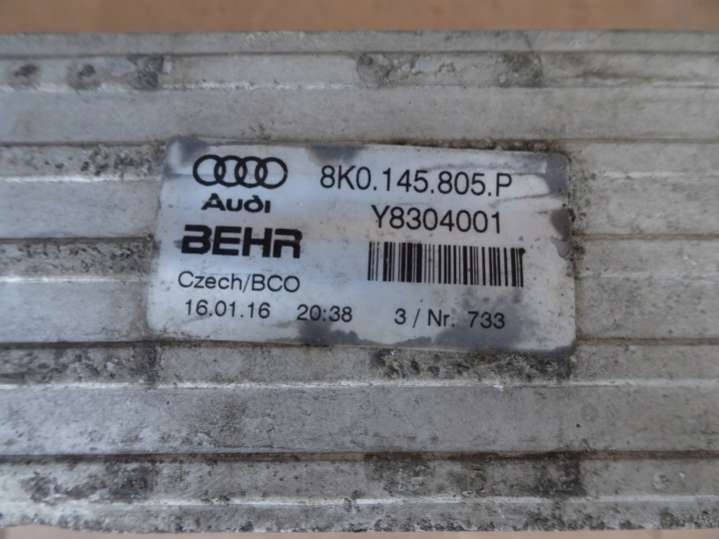 8K0.145.805.P
Audi
Y8304001
BEHR
Czech/BCO
16.01.16 20:38 3 / Nr. 733